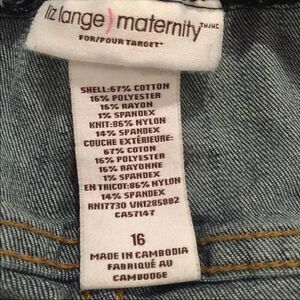 liz lange) maternity TM/MC
FOR/POUR TARGET*
SHELL:67% COTTON
16% POLYESTER
16% RAYON
1% SPANDEX
KNIT:86% NYLON
14% SPANDEX
COUCHE EXTÉRIEURE:
67% COTON
16% POLYESTER
16% RAYONNE
1% SPANDEX
EN TRICOT:86% NYLON
14% SPANDEX
RN17730 VN1285882
CA57147
16
MADE IN CAMBODIA
FABRIQUÉ AU
CAMBODGE